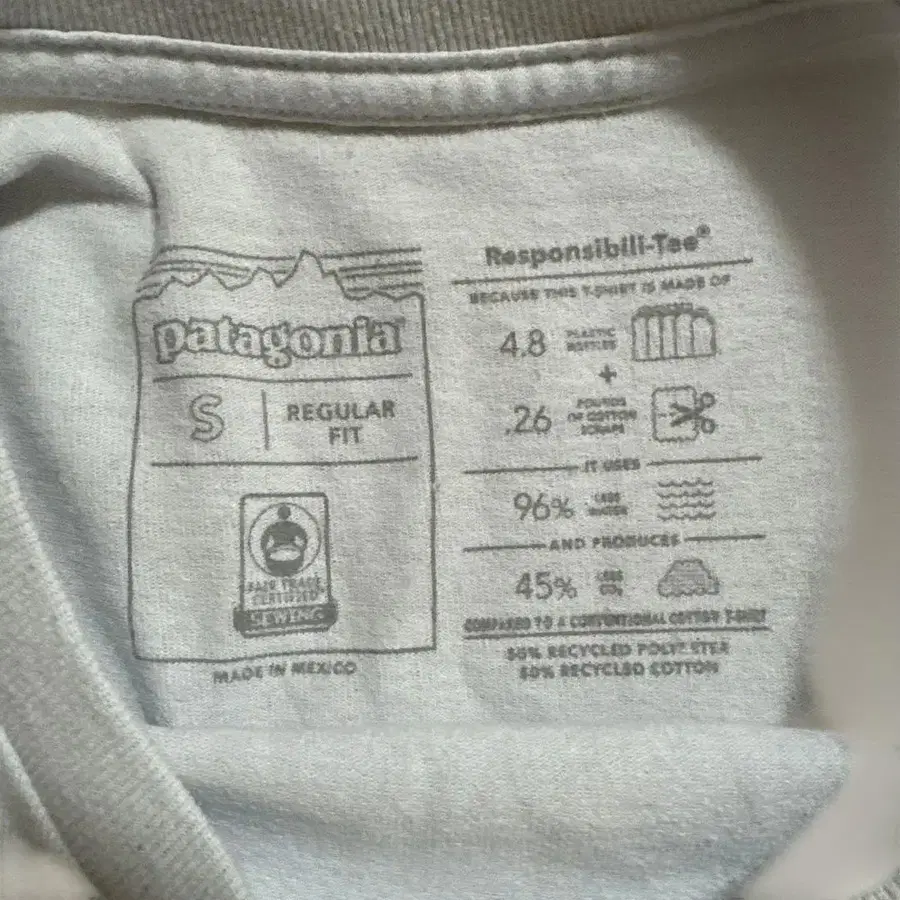 patagonia
S
REGULAR
FIT
FAIR TRADE
CERTIFIED
SEWING
MADE IN MEXICO
Responsibili-Tee®
BECAUSE THIS T-SHIRT IS MADE OF
4.8 PLASTIC
BOTTLES
+
.26 POUNDS
OF COTTON
SCRAPS
IT USES
96% LESS
WATER
AND PRODUCES
45% LESS
CO₂
COMPARED TO A CONVENTIONAL COTTON T-SHIRT
50% RECYCLED POLYESTER
50% RECYCLED COTTON